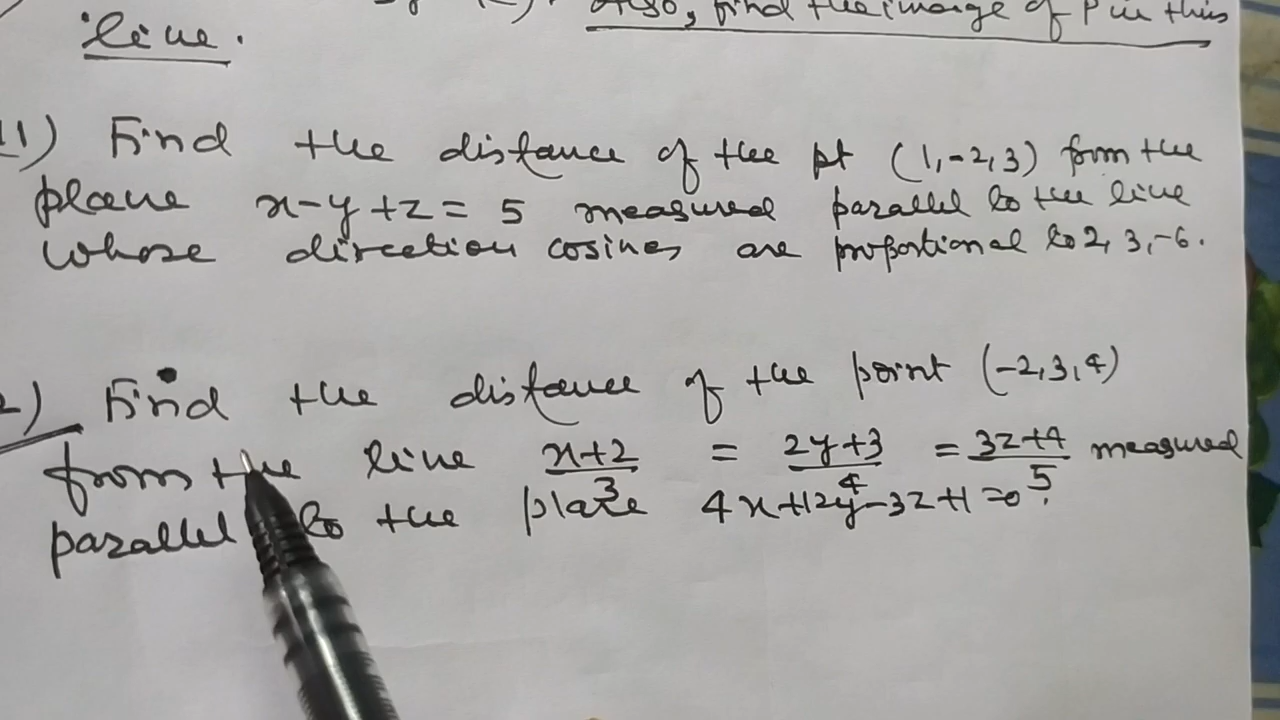 Also, find the image of P in this
line.
11) Find the distance of the pt (1,-2,3) from the
plane x-y+z=5 measured parallel to the line
whose direction cosines are proportional to 2, 3, -6.
2) Find the distance of the point (-2,3,4)
from the line x+2/3 = 2y+3/4 = 3z+4/5 measured
parallel to the plane 4x+12y-3z+1=0.